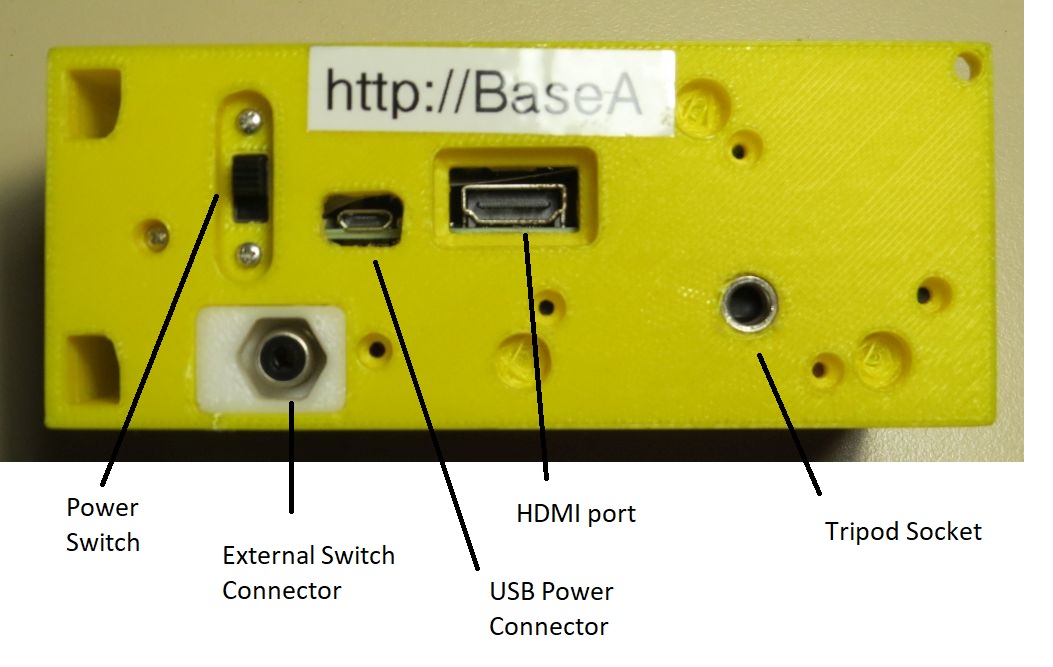 http://BaseA
Power
Switch
External Switch
Connector
USB Power
Connector
HDMI port
Tripod Socket